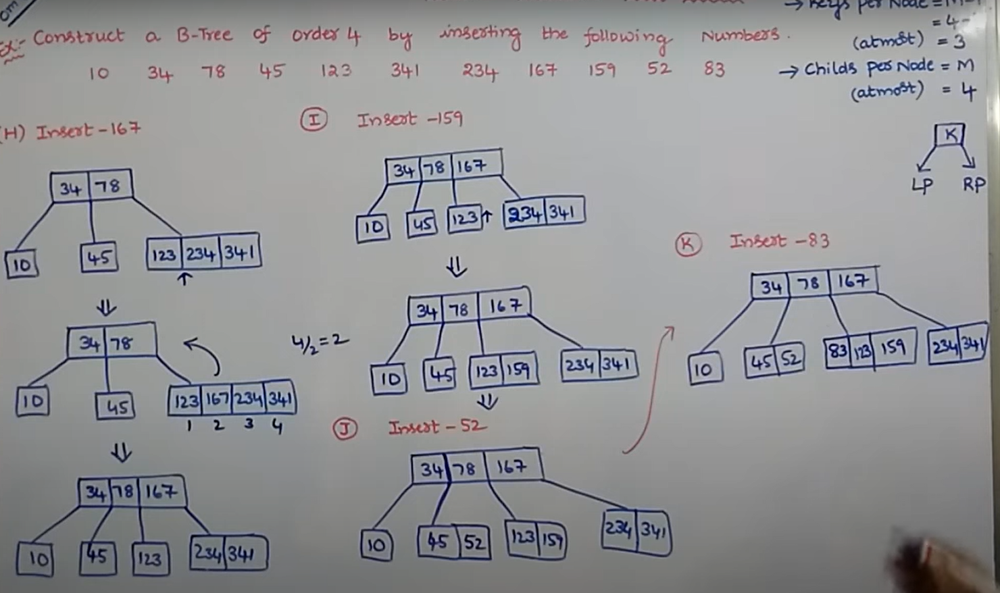 Ex:- Construct a B-Tree of order 4 by inserting the following Numbers.
10 34 78 45 123 341 234 167 159 52 83
→ Keys per Node = M-1
= 4-
(atmost) = 3
→ Childs per Node = M
(atmost) = 4
K
LP RP
(H) Insert - 167
34 78
10 45 123 234 341
↑
⇓
34 78
10 45 123 167 234 341
1 2 3 4
4/2 = 2
⇓
34 78 167
10 45 123 234 341
(I) Insert - 159
34 78 167
10 45 123 ↑ 234 341
⇓
34 78 167
10 45 123 159 234 341
⇓
(J) Insert - 52
34 78 167
10 45 52 123 159 234 341
(K) Insert - 83
34 78 167
10 45 52 83 123 159 234 341